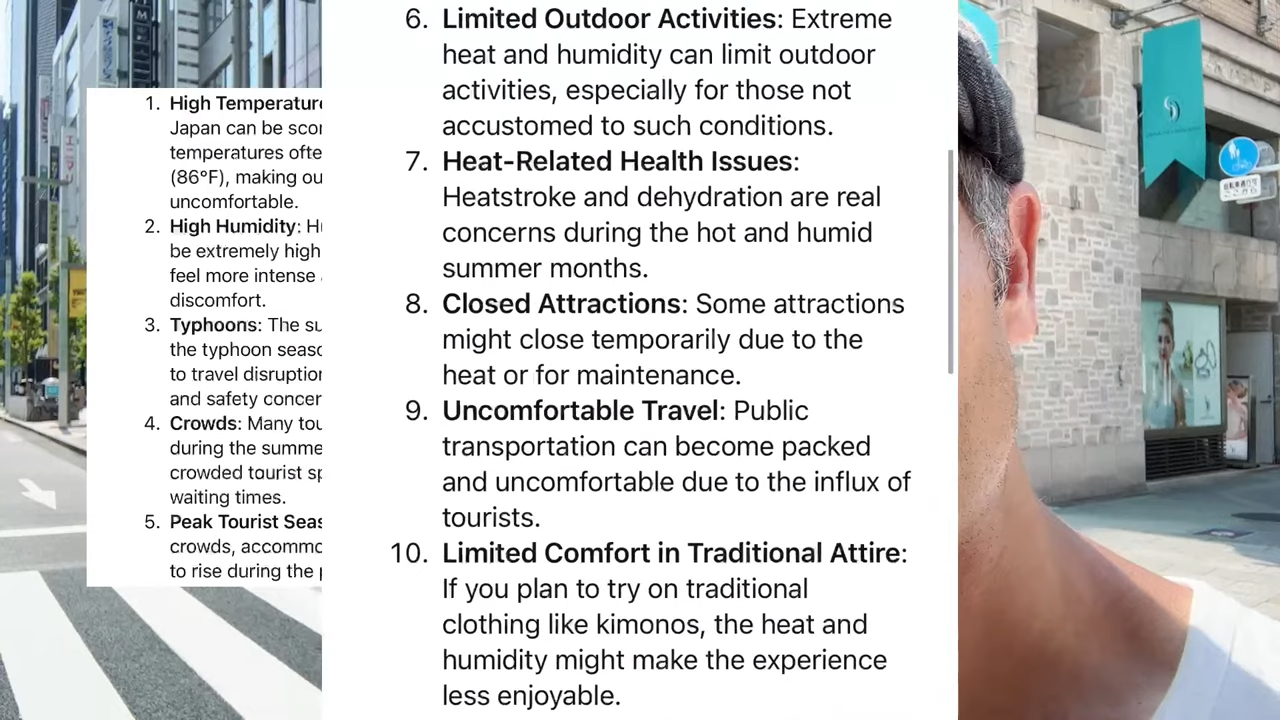 1. High Temperature
Japan can be scor
temperatures ofte
(86°F), making ou
uncomfortable.
2. High Humidity: Hu
be extremely high
feel more intense
discomfort.
3. Typhoons: The su
the typhoon seaso
to travel disruption
and safety concer
4. Crowds: Many tou
during the summe
crowded tourist sp
waiting times.
5. Peak Tourist Seas
crowds, accommo
to rise during the p
6. Limited Outdoor Activities: Extreme
heat and humidity can limit outdoor
activities, especially for those not
accustomed to such conditions.
7. Heat-Related Health Issues:
Heatstroke and dehydration are real
concerns during the hot and humid
summer months.
8. Closed Attractions: Some attractions
might close temporarily due to the
heat or for maintenance.
9. Uncomfortable Travel: Public
transportation can become packed
and uncomfortable due to the influx of
tourists.
10. Limited Comfort in Traditional Attire:
If you plan to try on traditional
clothing like kimonos, the heat and
humidity might make the experience
less enjoyable.